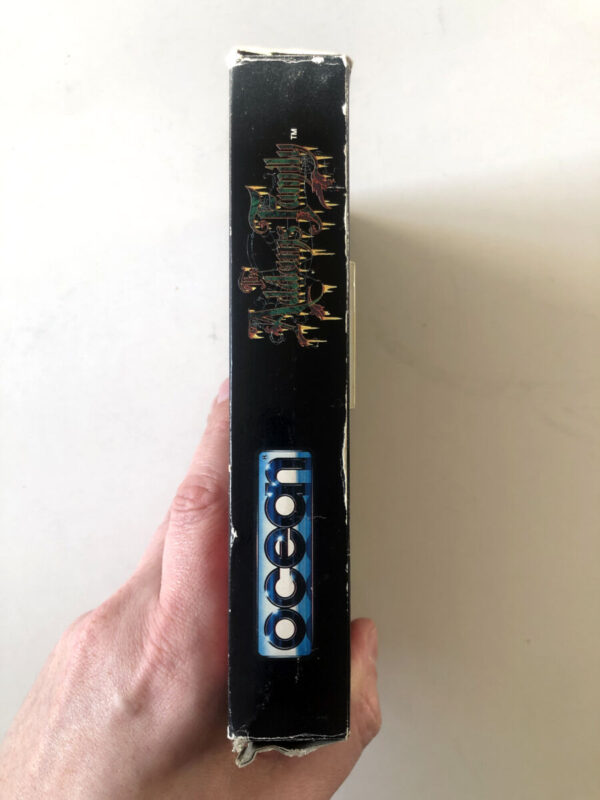 ocean®
The
Addams Family™